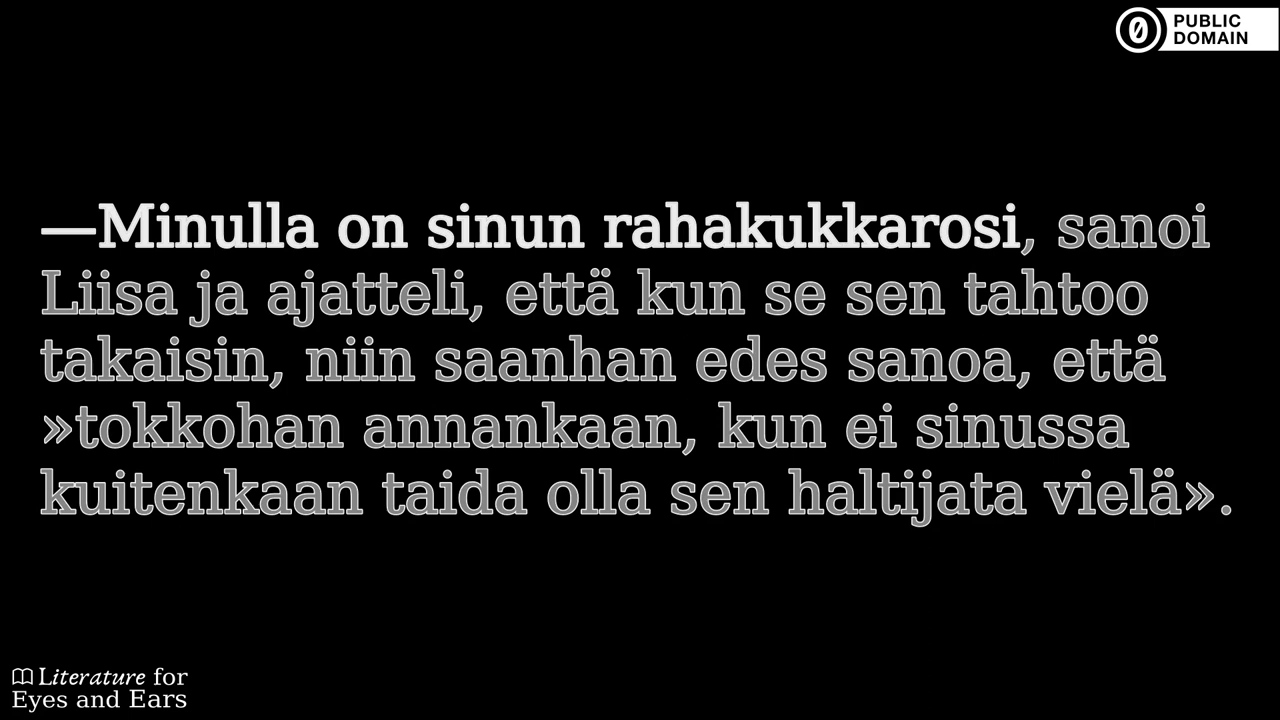 PUBLIC
DOMAIN
—Minulla on sinun rahakukkarosi, sanoi
Liisa ja ajatteli, että kun se sen tahtoo
takaisin, niin saanhan edes sanoa, että
»tokkohan annankaan, kun ei sinussa
kuitenkaan taida olla sen haltijata vielä».
Literature for
Eyes and Ears